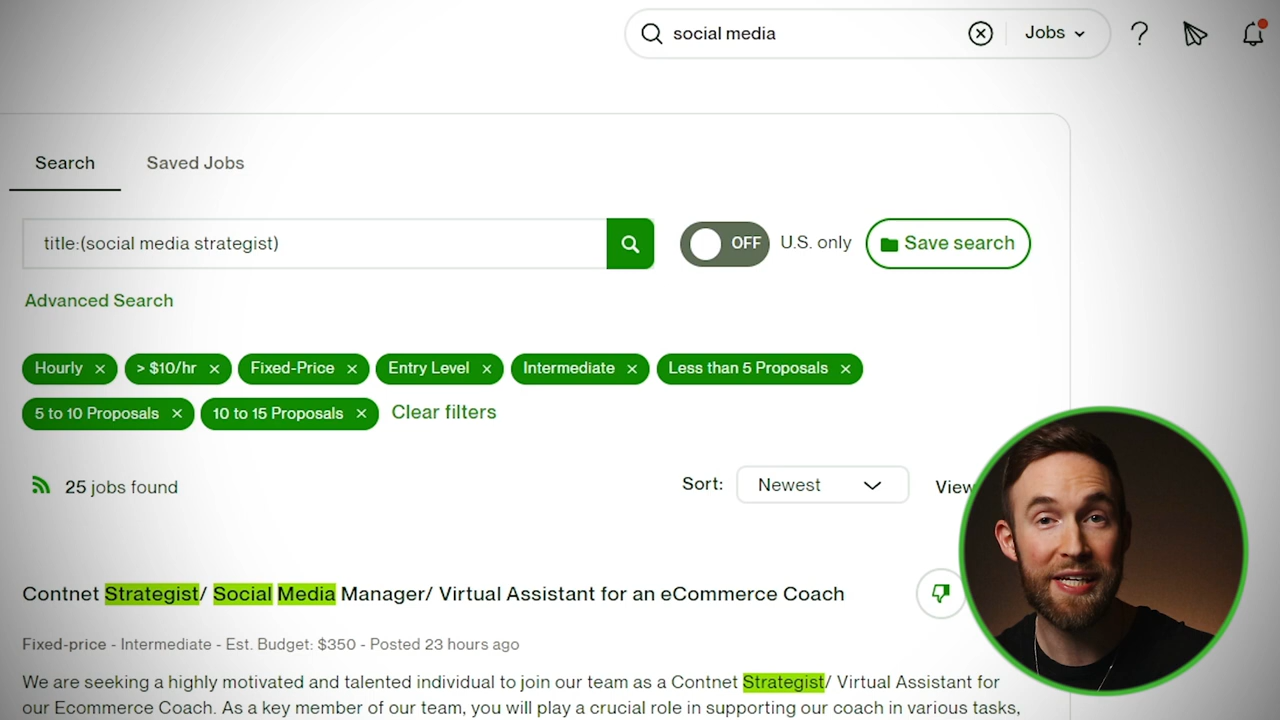 social media
Jobs
Search
Saved Jobs
title:(social media strategist)
OFF
U.S. only
Save search
Advanced Search
Hourly
> $10/hr
Fixed-Price
Entry Level
Intermediate
Less than 5 Proposals
5 to 10 Proposals
10 to 15 Proposals
Clear filters
25 jobs found
Sort:
Newest
View
Contnet Strategist/ Social Media Manager/ Virtual Assistant for an eCommerce Coach
Fixed-price - Intermediate - Est. Budget: $350 - Posted 23 hours ago
We are seeking a highly motivated and talented individual to join our team as a Contnet Strategist/ Virtual Assistant for
our Ecommerce Coach. As a key member of our team, you will play a crucial role in supporting our coach in various tasks,